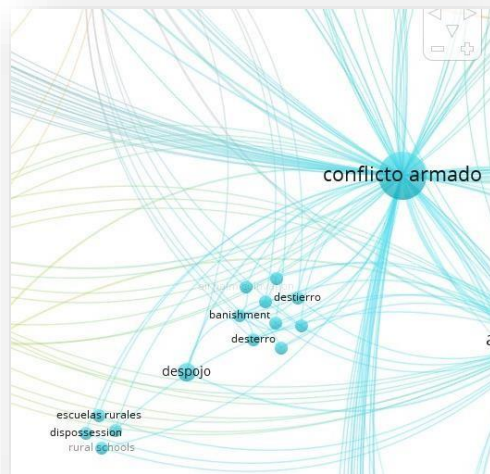 conflicto armado
destierro
banishment
desterro
despojo
escuelas rurales
dispossession
rural schools